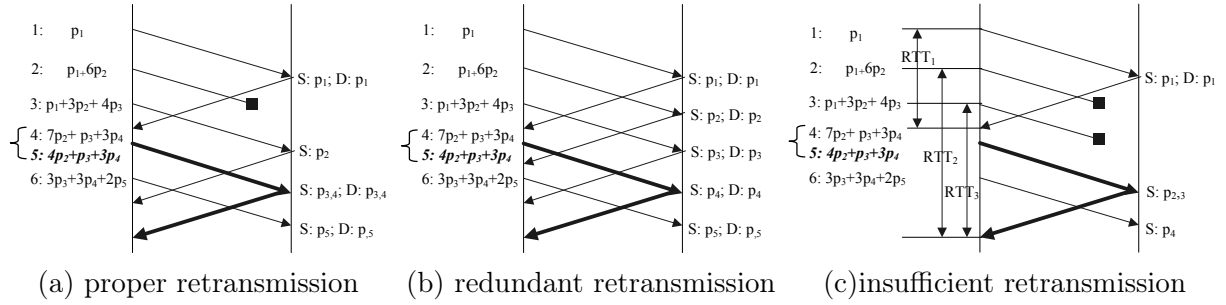 1: p1
2: p1+6p2
3: p1+3p2+ 4p3
4: 7p2+ p3+3p4
5: 4p2+p3+3p4
6: 3p3+3p4+2p5
S: p1; D: p1
S: p2
S: p3,4; D: p3,4
S: p5; D: p,5
(a) proper retransmission
1: p1
2: p1+6p2
3: p1+3p2+ 4p3
4: 7p2+ p3+3p4
5: 4p2+p3+3p4
6: 3p3+3p4+2p5
S: p1; D: p1
S: p2; D: p2
S: p3; D: p3
S: p4; D: p4
S: p5; D: p,5
(b) redundant retransmission
1: p1
2: p1+6p2
3: p1+3p2+ 4p3
4: 7p2+ p3+3p4
5: 4p2+p3+3p4
6: 3p3+3p4+2p5
RTT1
RTT2
RTT3
S: p1; D: p1
S: p2,3
S: p4
(c)insufficient retransmission